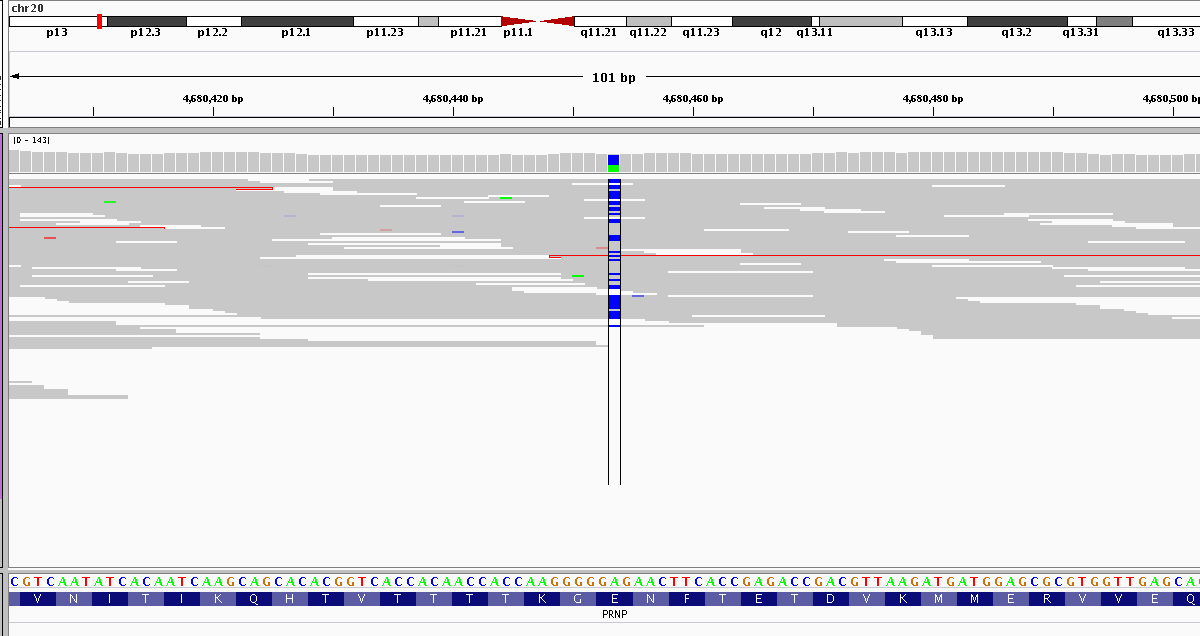 chr20
p13 p12.3 p12.2 p12.1 p11.23 p11.21 p11.1 q11.21 q11.22 q11.23 q12 q13.11 q13.13 q13.2 q13.31 q13.33
101 bp
4,680,420 bp 4,680,440 bp 4,680,460 bp 4,680,480 bp 4,680,500 bp
[0 - 143]
CGTCAATATCACAATCAAGCAGCACACGGTCACCACAACCACCAAGGGGGAGAACTTCACCGAGACCGACGTTAAGATGATGGAGCGCGTGGTTGAGCA
V N I T I K Q H T V T T T T K G E N F T E T D V K M M E R V V E Q
PRNP